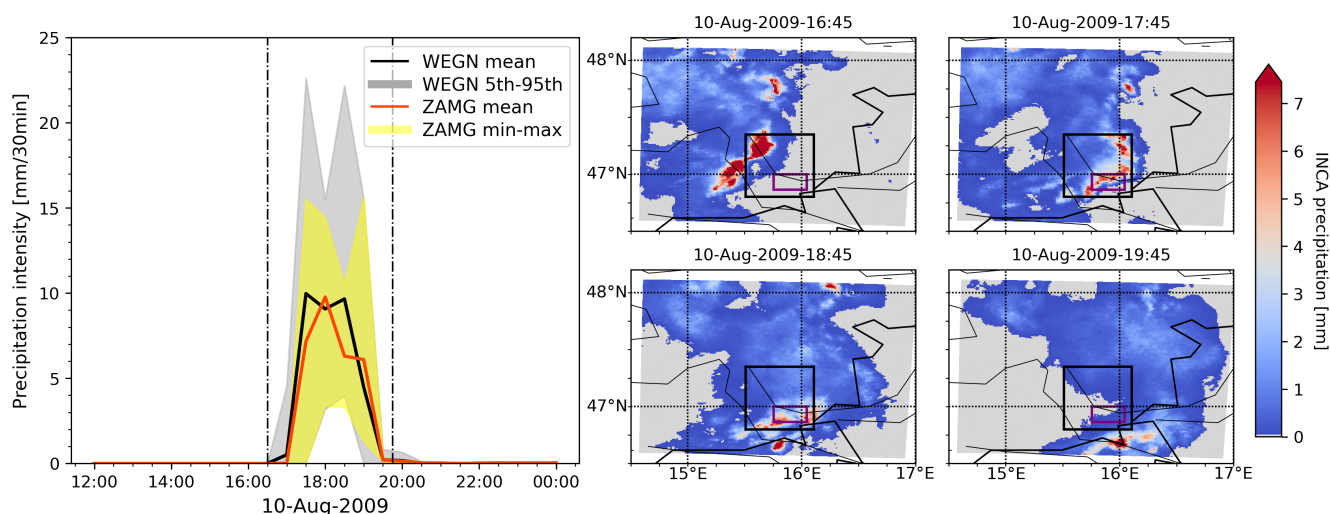 25
20
15
10
5
0
Precipitation intensity [mm/30min]
12:00 14:00 16:00 18:00 20:00 22:00 00:00
10-Aug-2009
WEGN mean
WEGN 5th-95th
ZAMG mean
ZAMG min-max
10-Aug-2009-16:45
10-Aug-2009-17:45
48°N
47°N
10-Aug-2009-18:45
10-Aug-2009-19:45
48°N
47°N
15°E 16°E 17°E
15°E 16°E 17°E
7
6
5
4
3
2
1
0
INCA precipitation [mm]